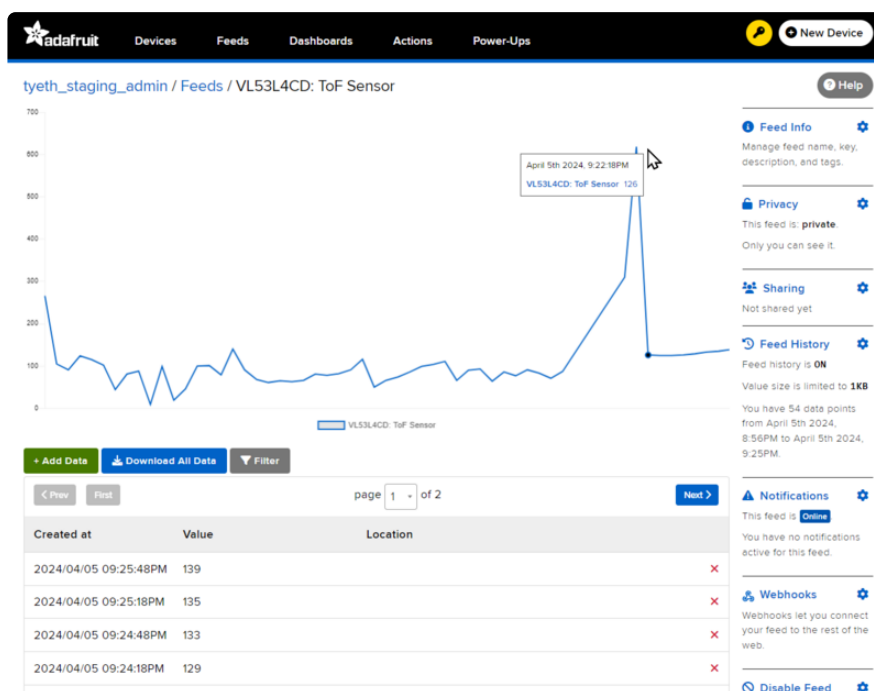 adafruit Devices Feeds Dashboards Actions Power-Ups New Device
tyeth_staging_admin / Feeds / VL53L4CD: ToF Sensor
Help
700
600
500
400
300
200
100
0
April 5th 2024, 9:22:18PM
VL53L4CD: ToF Sensor 126
VL53L4CD: ToF Sensor
+ Add Data Download All Data Filter
< Prev First page 1 of 2 Next >
Created at Value Location
2024/04/05 09:25:48PM 139 ×
2024/04/05 09:25:18PM 135 ×
2024/04/05 09:24:48PM 133 ×
2024/04/05 09:24:18PM 129 ×
Feed Info
Manage feed name, key,
description, and tags.
Privacy
This feed is: private.
Only you can see it.
Sharing
Not shared yet
Feed History
Feed history is ON
Value size is limited to 1KB
You have 54 data points
from April 5th 2024,
8:56PM to April 5th 2024,
9:25PM.
Notifications
This feed is Online
You have no notifications
active for this feed.
Webhooks
Webhooks let you connect
your feed to the rest of the
web.
Disable Feed